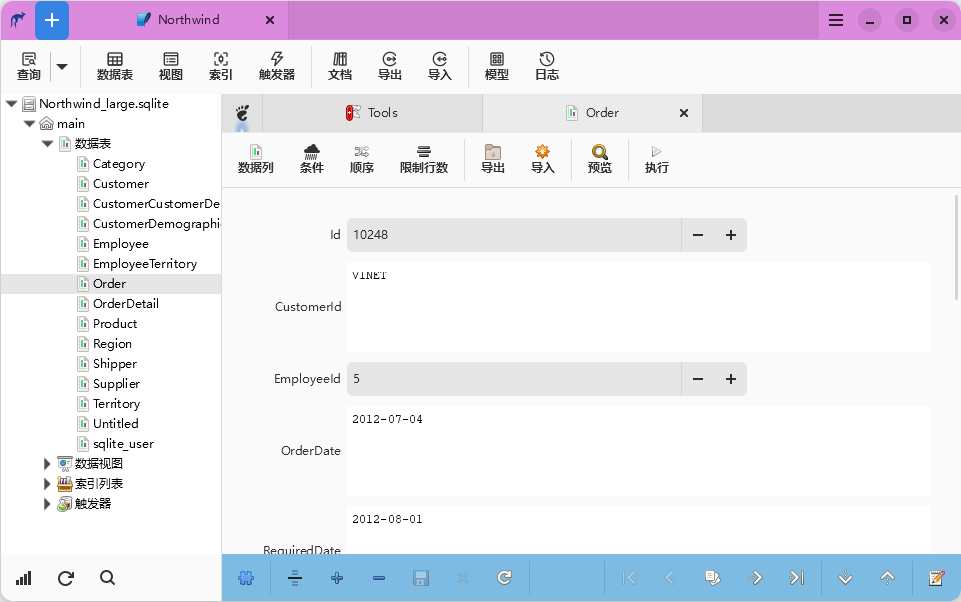 Northwind
查询 数据表 视图 索引 触发器 文档 导出 导入 模型 日志
Northwind_large.sqlite
main
数据表
Category
Customer
CustomerCustomerDe
CustomerDemographi
Employee
EmployeeTerritory
Order
OrderDetail
Product
Region
Shipper
Supplier
Territory
Untitled
sqlite_user
数据视图
索引列表
触发器
Tools Order
数据列 条件 顺序 限制行数 导出 导入 预览 执行
Id 10248
CustomerId VINET
EmployeeId 5
OrderDate 2012-07-04
RequiredDate 2012-08-01